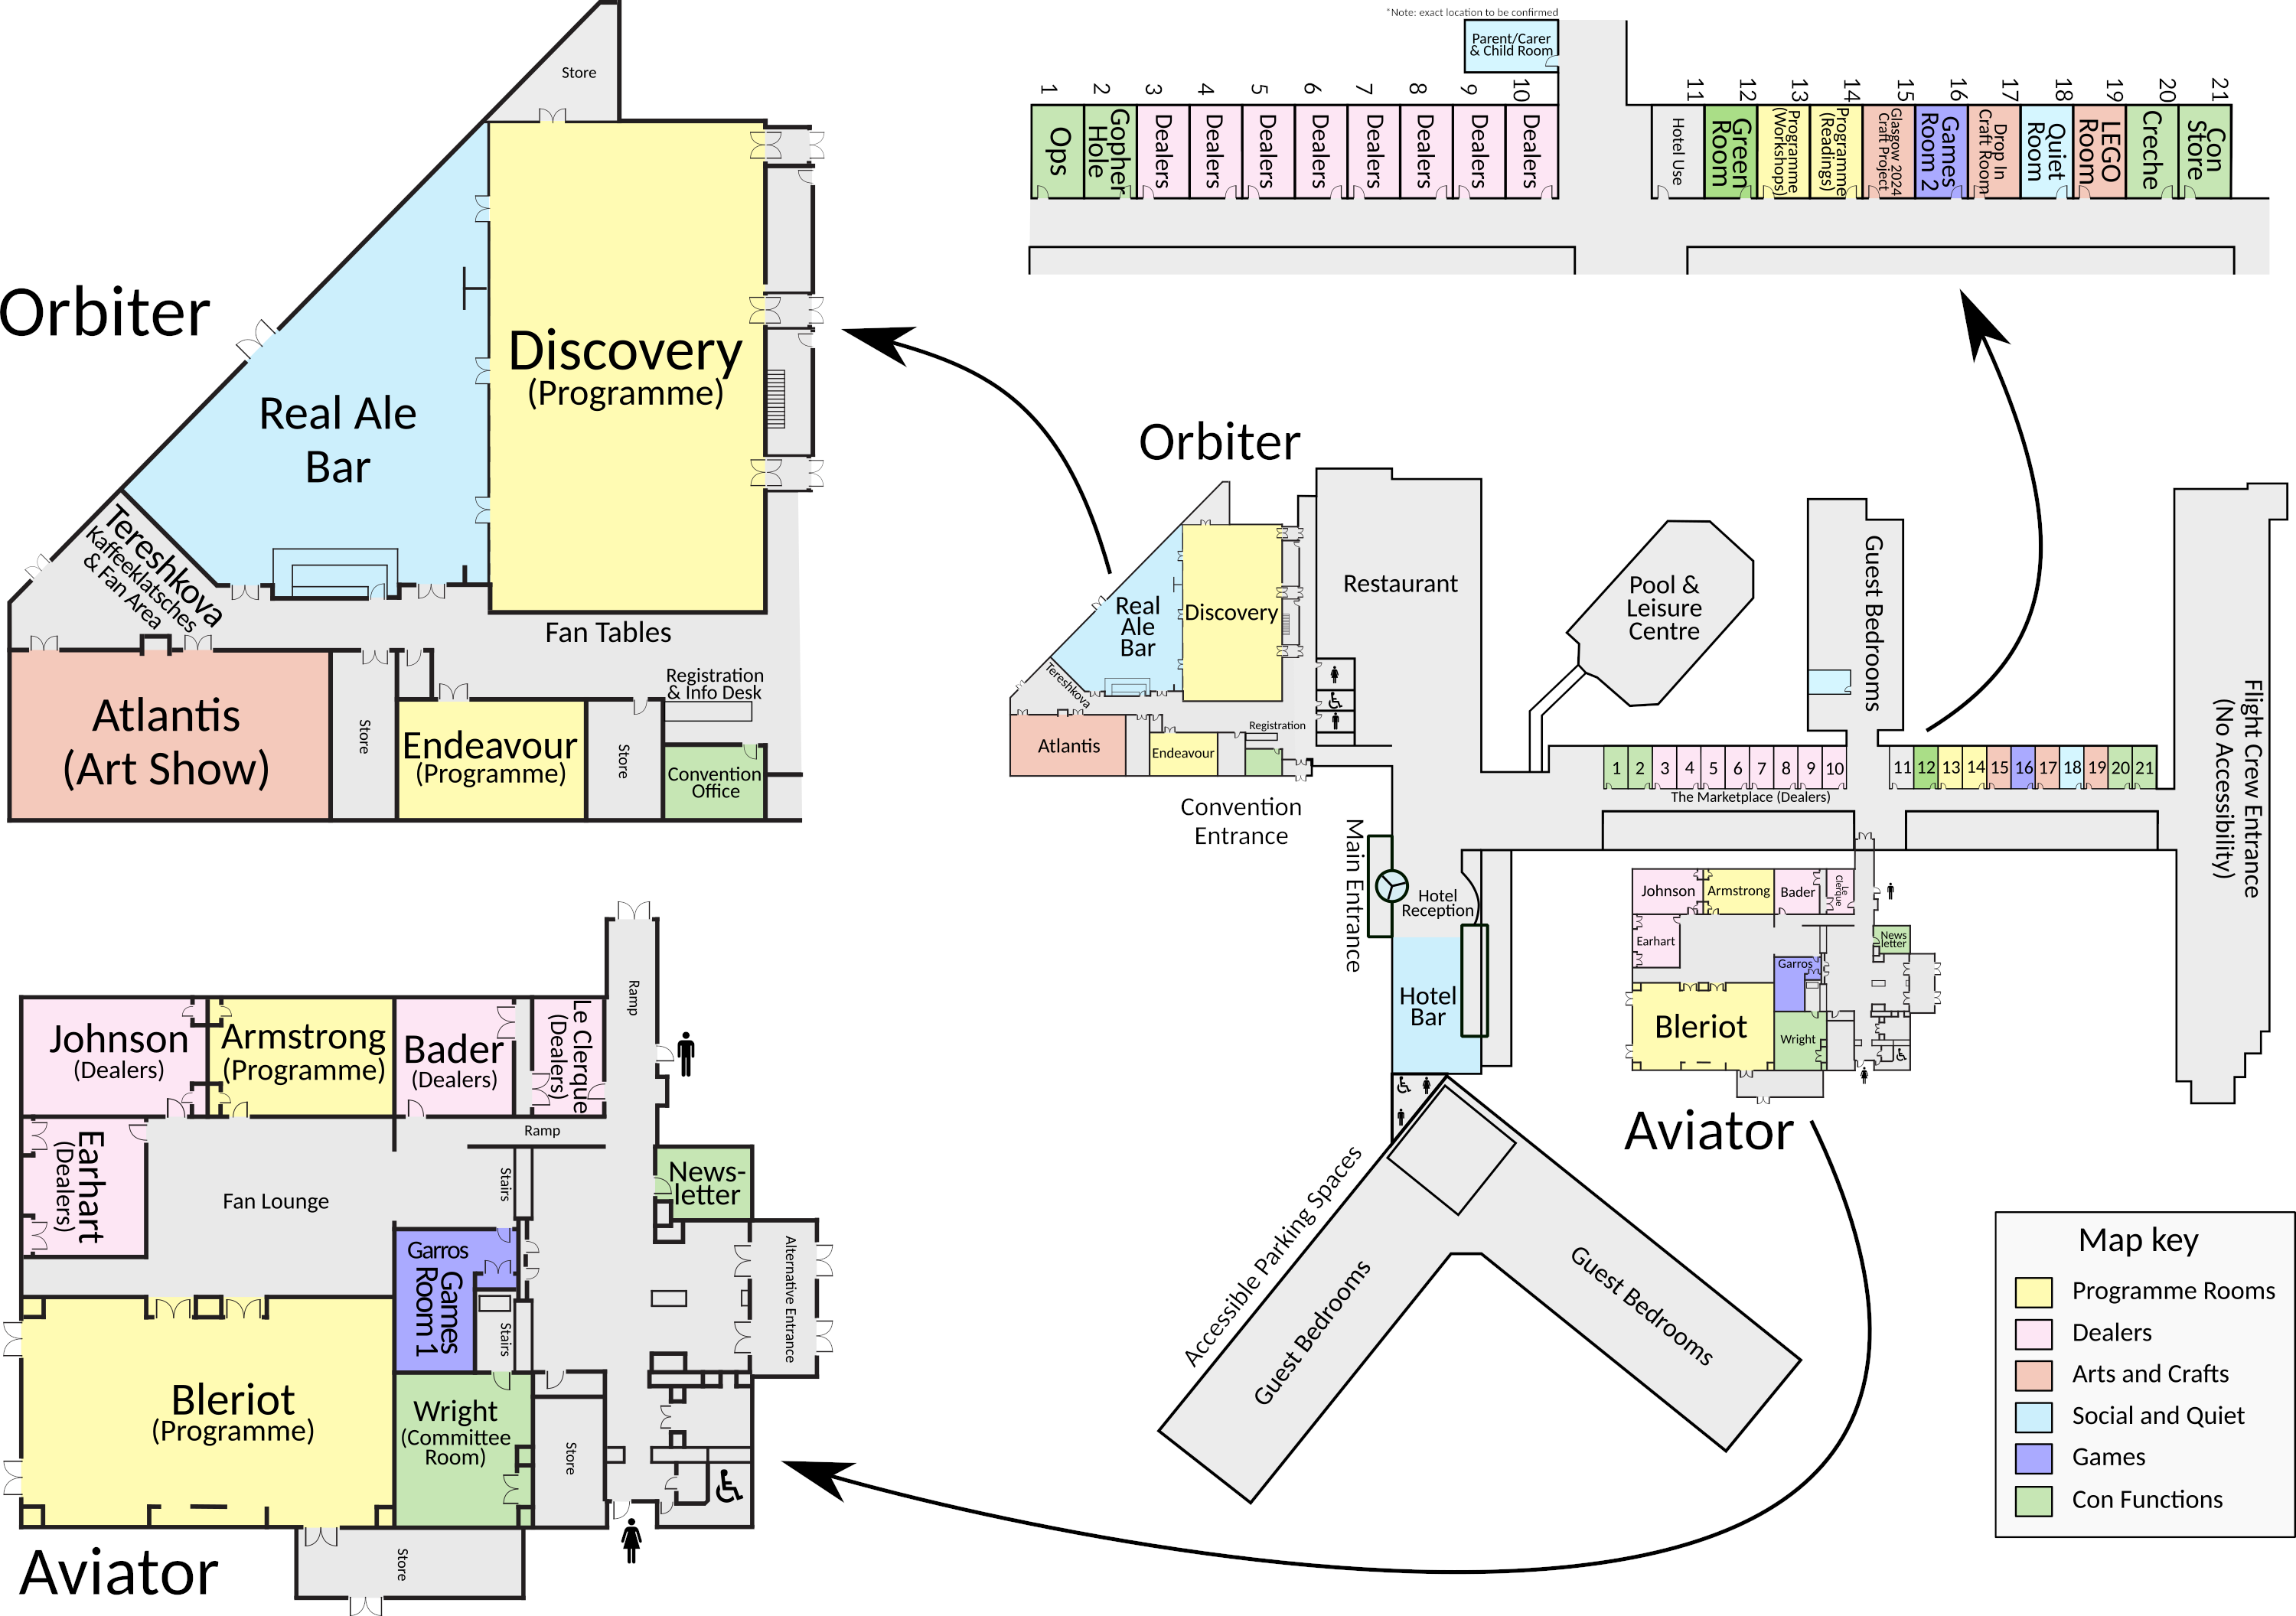 Store
Orbiter
Discovery
(Programme)
Real Ale
Bar
Tereshkova
Kaffeeklatsches
& Fan Area
Fan Tables
Registration
& Info Desk
Atlantis
(Art Show)
Store
Endeavour
(Programme)
Store
Convention
Office
*Note: exact location to be confirmed
Parent/Carer
& Child Room
1
2
3
4
5
6
7
8
9
10
11
12
13
14
15
16
17
18
19
20
21
Ops
Gopher
Hole
Dealers
Dealers
Dealers
Dealers
Dealers
Dealers
Dealers
Dealers
Hotel Use
Green
Room
Programme
(Workshops)
Programme
(Readings)
Glasgow 2024
Craft Project
Games
Room 2
Drop In
Craft Room
Quiet
Room
LEGO
Room
Creche
Con
Store
Orbiter
Real
Ale
Bar
Discovery
Tereshkova
Atlantis
Endeavour
Registration
Convention
Entrance
Restaurant
Pool &
Leisure
Centre
Guest Bedrooms
Flight Crew Entrance
(No Accessibility)
1
2
3
4
5
6
7
8
9
10
11
12
13
14
15
16
17
18
19
20
21
The Marketplace (Dealers)
Main Entrance
Hotel
Reception
Hotel
Bar
Johnson
Armstrong
Bader
Le
Clerque
Earhart
News
letter
Garros
Bleriot
Wright
Aviator
Accessible Parking Spaces
Guest Bedrooms
Guest Bedrooms
Johnson
(Dealers)
Armstrong
(Programme)
Bader
(Dealers)
Le Clerque
(Dealers)
Ramp
Ramp
Earhart
(Dealers)
Fan Lounge
Stairs
News-
letter
Garros
Games
Room 1
Stairs
Alternative Entrance
Bleriot
(Programme)
Wright
(Committee
Room)
Store
Store
Aviator
Map key
Programme Rooms
Dealers
Arts and Crafts
Social and Quiet
Games
Con Functions